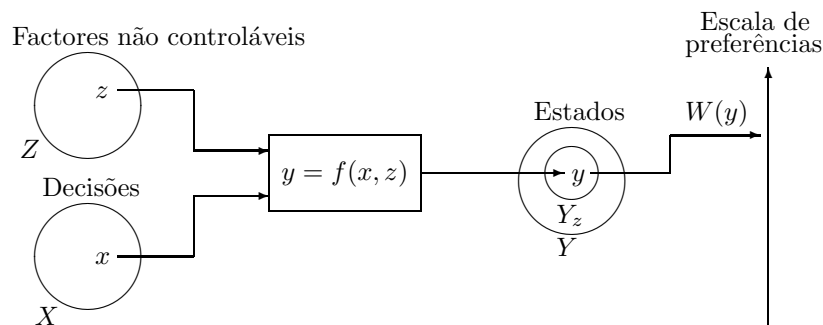 Escala de
preferências
Factores não controláveis
z
Z
Estados
W(y)
y = f(x, z)
y
Y_z
Y
Decisões
x
X